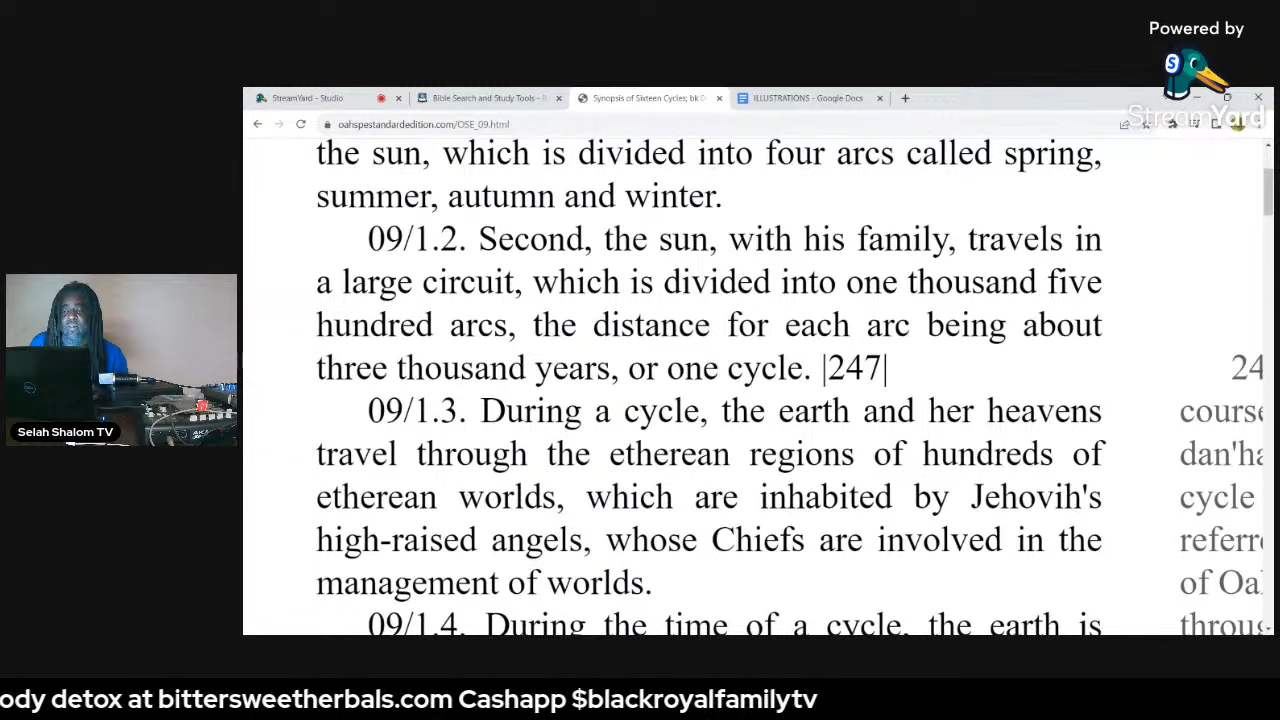 Powered by
StreamYard
StreamYard - Studio
Bible Search and Study Tools - B
Synopsis of Sixteen Cycles; bk 0
ILLUSTRATIONS - Google Docs
oahspestandardedition.com/OSE_09.html
the sun, which is divided into four arcs called spring,
summer, autumn and winter.
09/1.2. Second, the sun, with his family, travels in
a large circuit, which is divided into one thousand five
hundred arcs, the distance for each arc being about
three thousand years, or one cycle. |247|
09/1.3. During a cycle, the earth and her heavens
travel through the etherean regions of hundreds of
etherean worlds, which are inhabited by Jehovih's
high-raised angels, whose Chiefs are involved in the
management of worlds.
09/1.4. During the time of a cycle, the earth is
24
course
dan'ha
cycle
referre
of Oa
throug
Selah Shalom TV
ody detox at bittersweetherbals.com Cashapp $blackroyalfamilytv